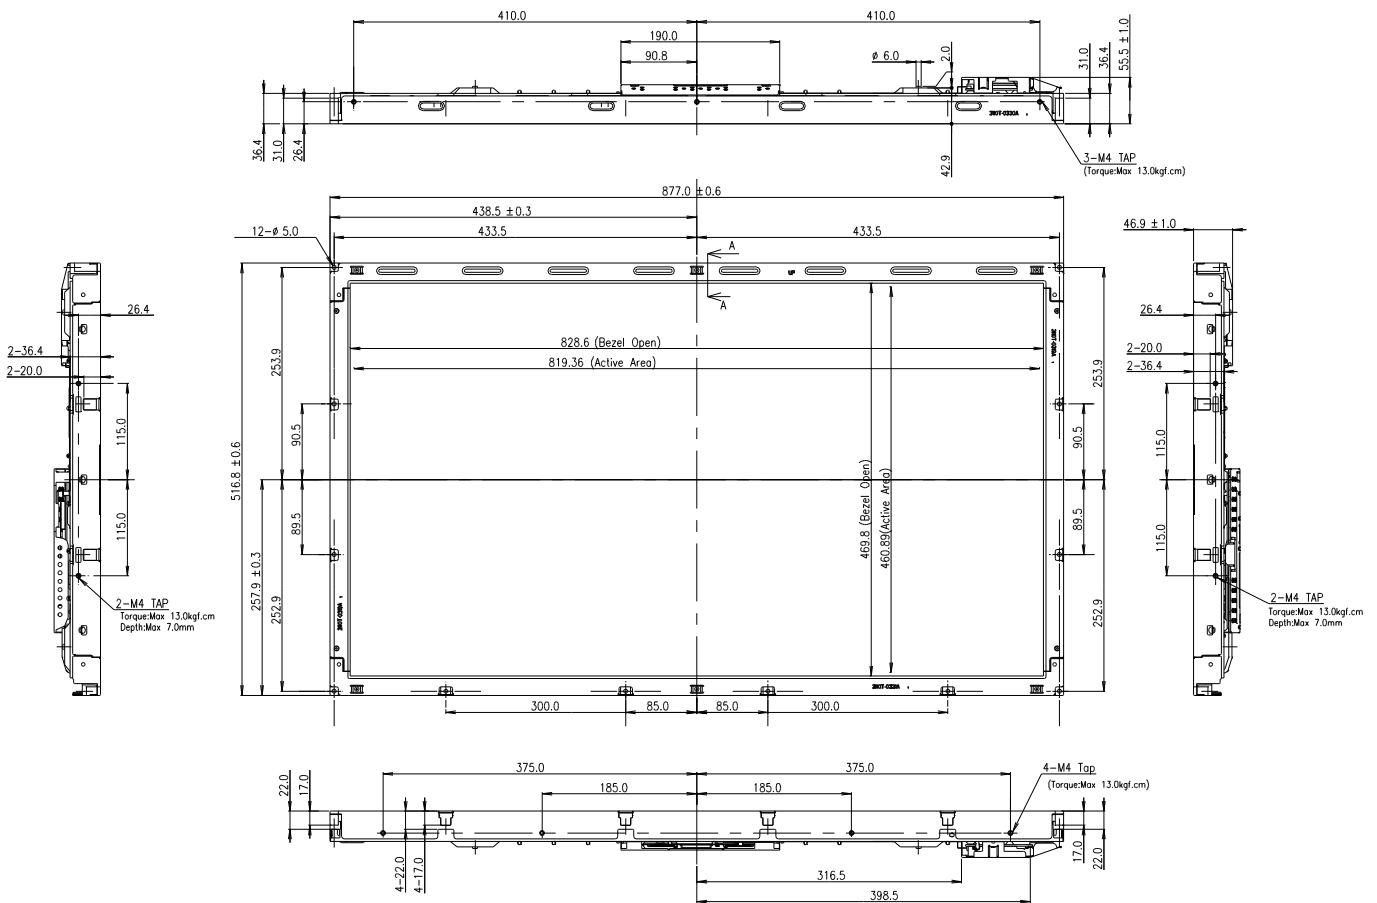 410.0
410.0
190.0
90.8
ø 6.0
2.0
31.0
36.4
55.5 ±1.0
36.4
31.0
26.4
42.9
3-M4 TAP
(Torque:Max 13.0kgf.cm)
877.0 ±0.6
438.5 ±0.3
433.5
433.5
12-ø 5.0
A
A
UP
46.9 ±1.0
26.4
2-36.4
2-20.0
115.0
115.0
2-M4 TAP
Torque:Max 13.0kgf.cm
Depth:Max 7.0mm
516.8 ±0.6
257.9 ±0.3
253.9
252.9
90.5
89.5
828.6 (Bezel Open)
819.36 (Active Area)
469.8 (Bezel Open)
460.89(Active Area)
90.5
89.5
253.9
252.9
26.4
2-20.0
2-36.4
115.0
115.0
2-M4 TAP
Torque:Max 13.0kgf.cm
Depth:Max 7.0mm
300.0
85.0
85.0
300.0
375.0
375.0
185.0
185.0
4-M4 Tap
(Torque:Max 13.0kgf.cm)
22.0
17.0
4-22.0
4-17.0
17.0
22.0
316.5
398.5